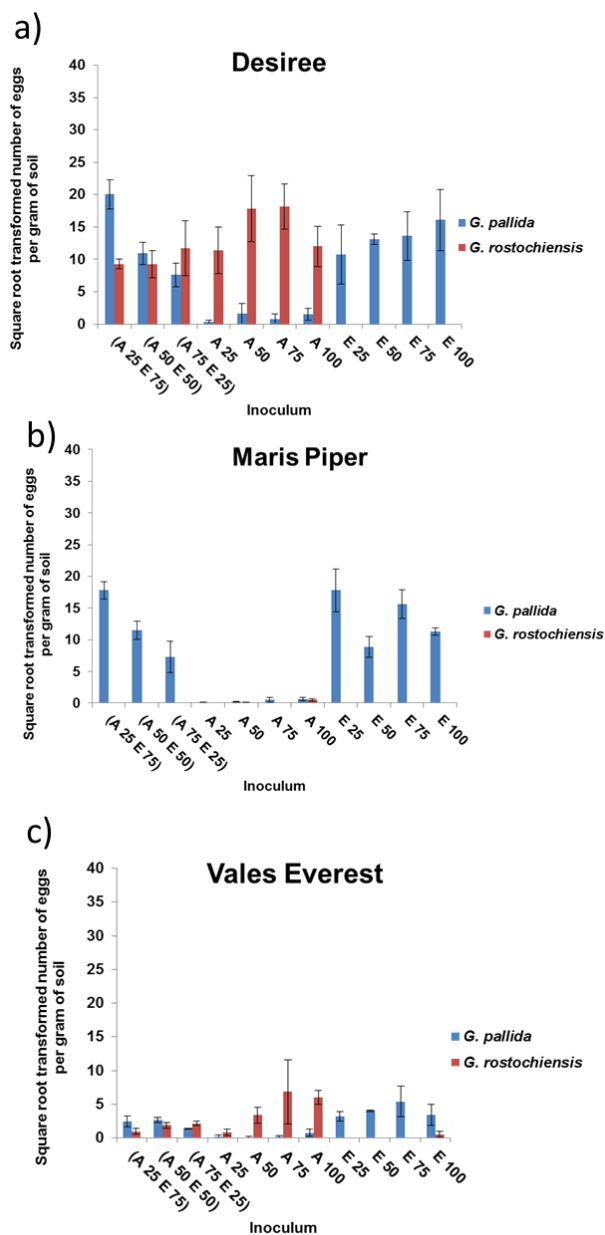 a)
Desiree
Square root transformed number of eggs
per gram of soil
40
35
30
25
20
15
10
5
0
G. pallida
G. rostochiensis
(A 25 E 75)
(A 50 E 50)
(A 75 E 25)
A 25
A 50
A 75
A 100
E 25
E 50
E 75
E 100
Inoculum
b)
Maris Piper
Square root transformed number of eggs
per gram of soil
40
35
30
25
20
15
10
5
0
G. pallida
G. rostochiensis
(A 25 E 75)
(A 50 E 50)
(A 75 E 25)
A 25
A 50
A 75
A 100
E 25
E 50
E 75
E 100
Inoculum
c)
Vales Everest
Square root transformed number of eggs
per gram of soil
40
35
30
25
20
15
10
5
0
G. pallida
G. rostochiensis
(A 25 E 75)
(A 50 E 50)
(A 75 E 25)
A 25
A 50
A 75
A 100
E 25
E 50
E 75
E 100
Inoculum